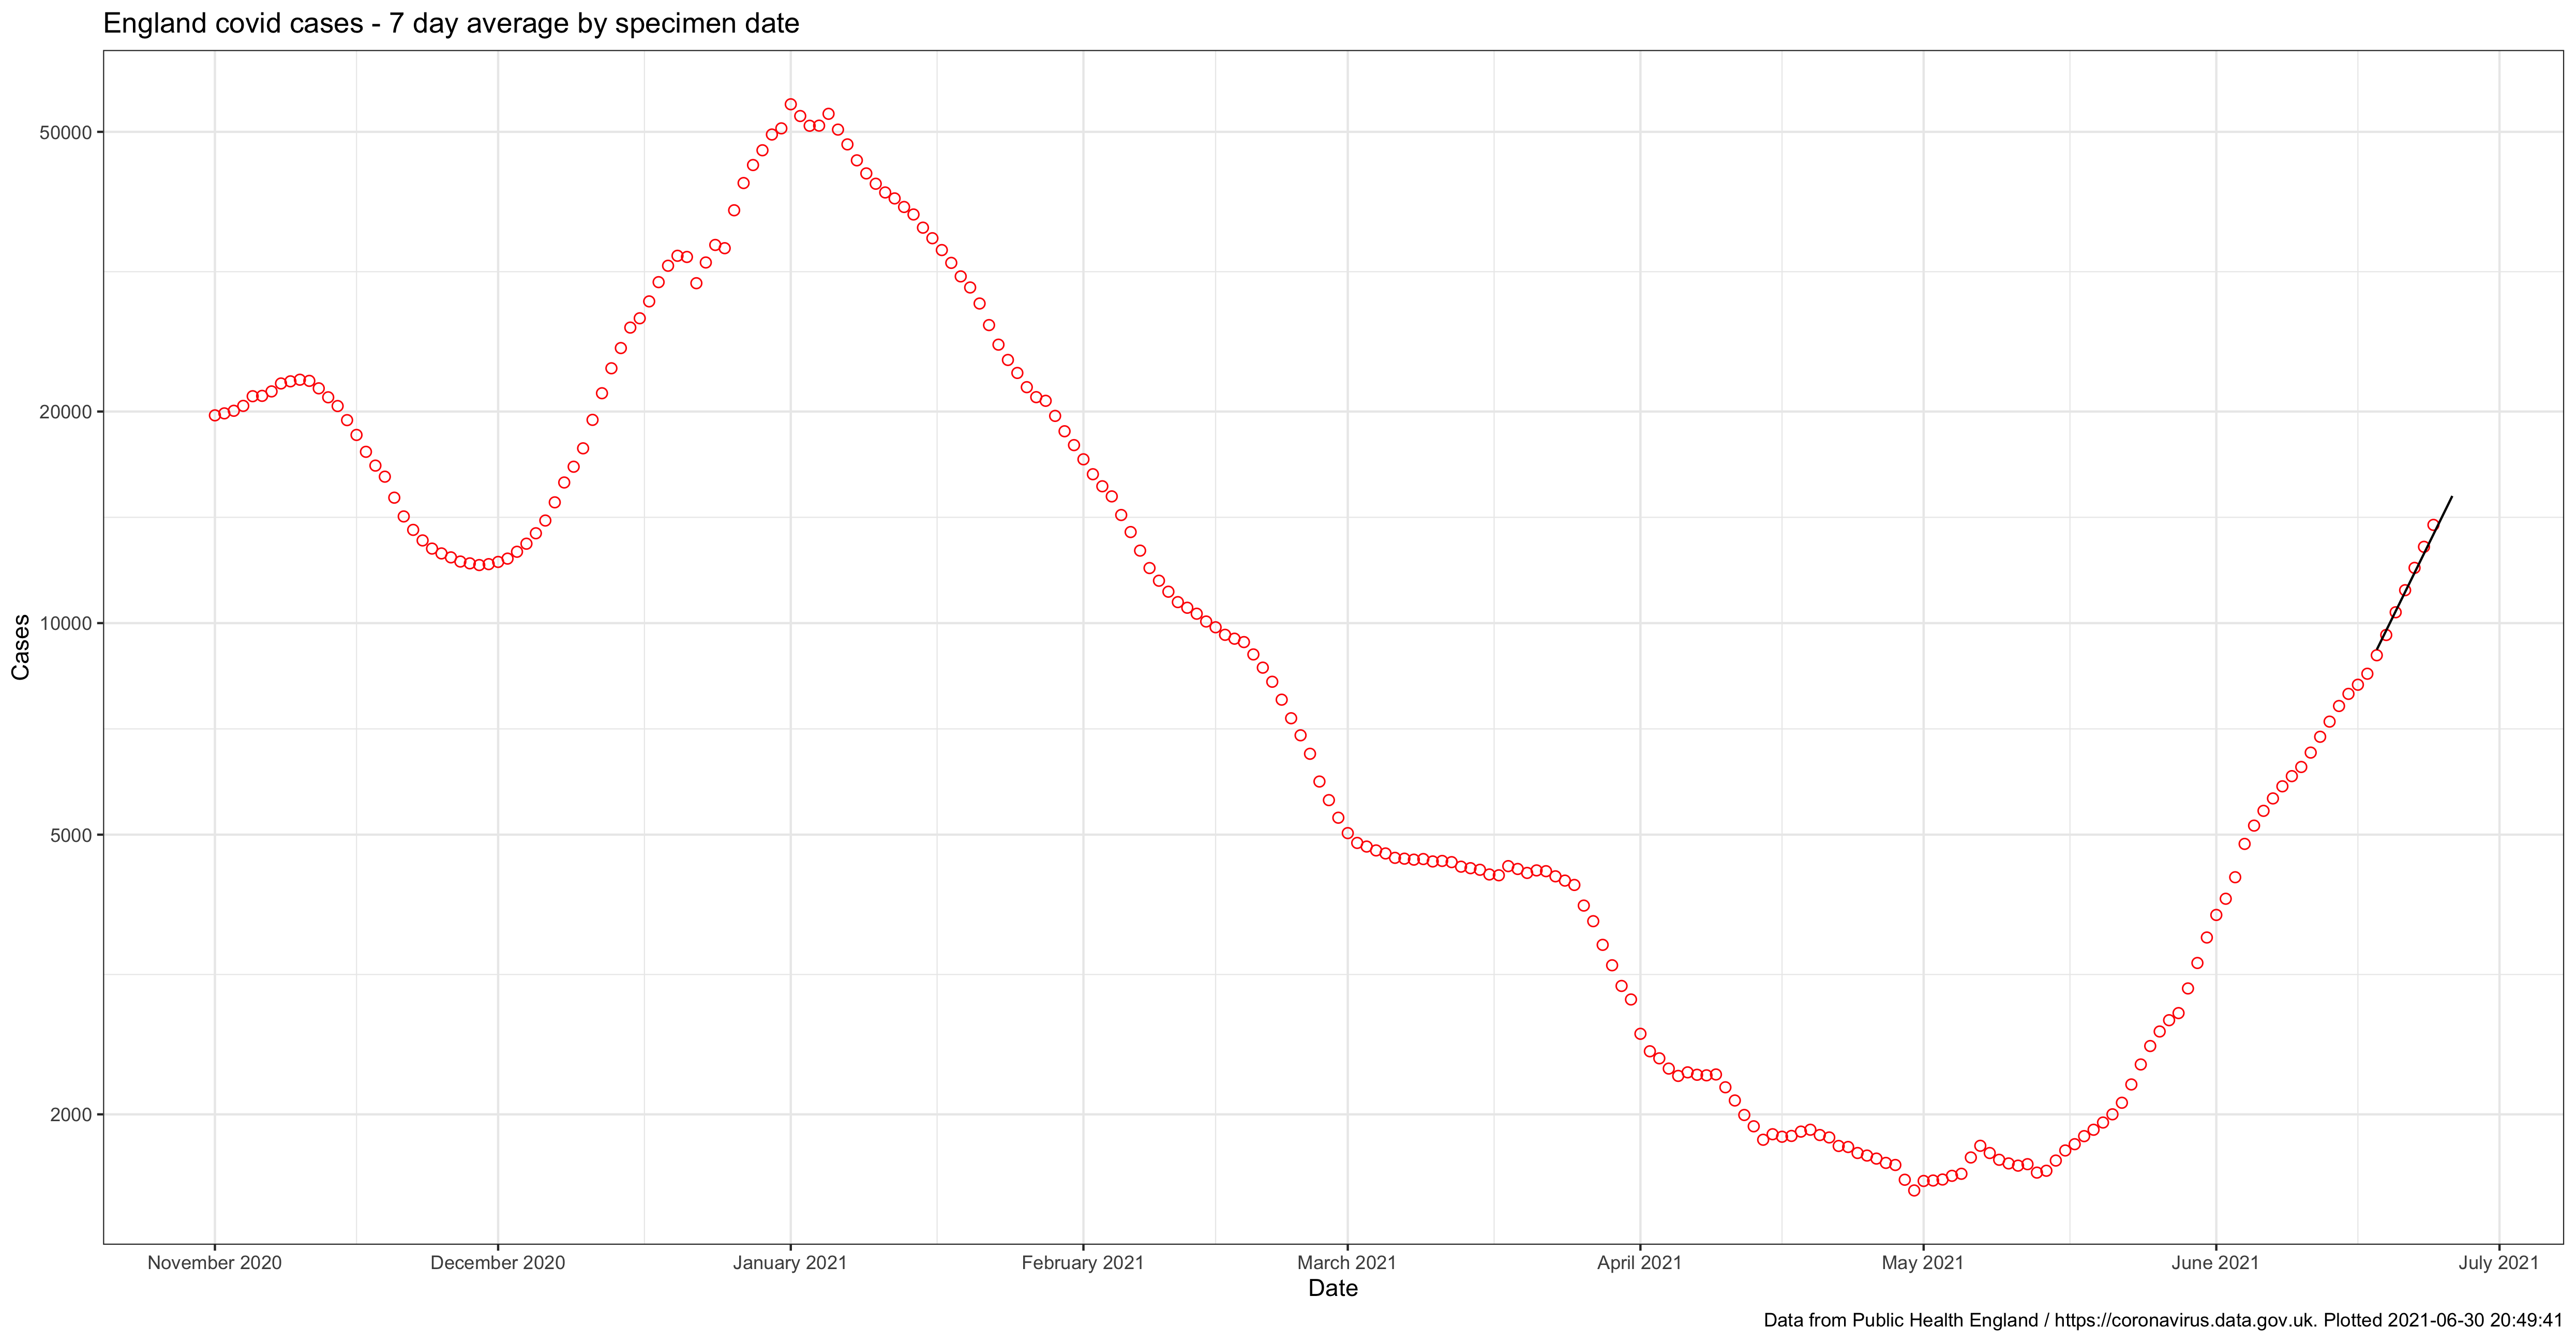 England covid cases - 7 day average by specimen date
50000
20000
10000
5000
2000
Cases
November 2020 December 2020 January 2021 February 2021 March 2021 April 2021 May 2021 June 2021 July 2021
Date
Data from Public Health England / https://coronavirus.data.gov.uk. Plotted 2021-06-30 20:49:41